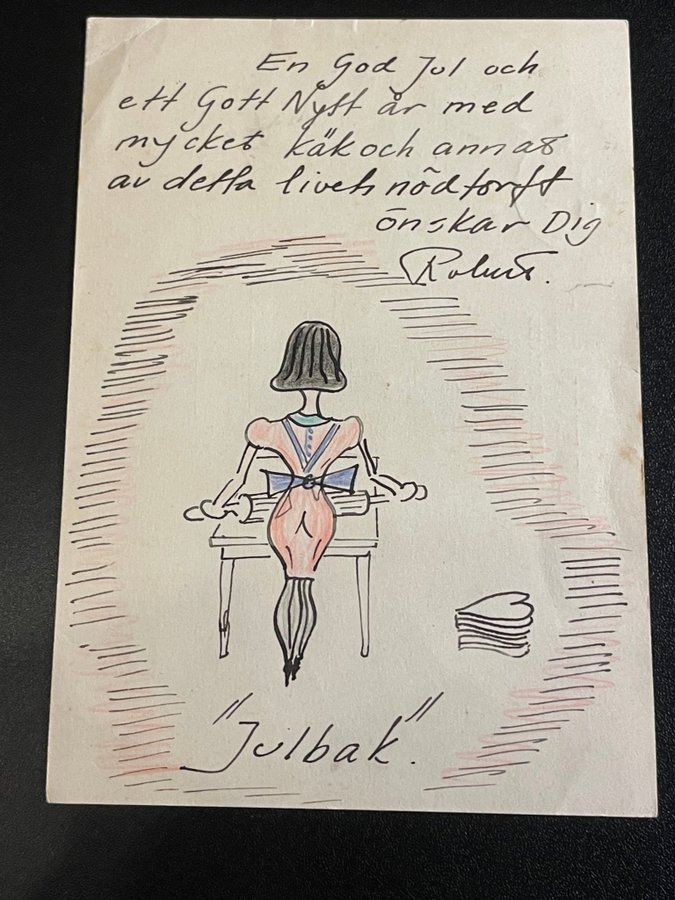 En God Jul och
ett Gott Nytt år med
mycket käk och annat
av detta livets nödtorft
önskar Dig
Robert.
"Julbak".